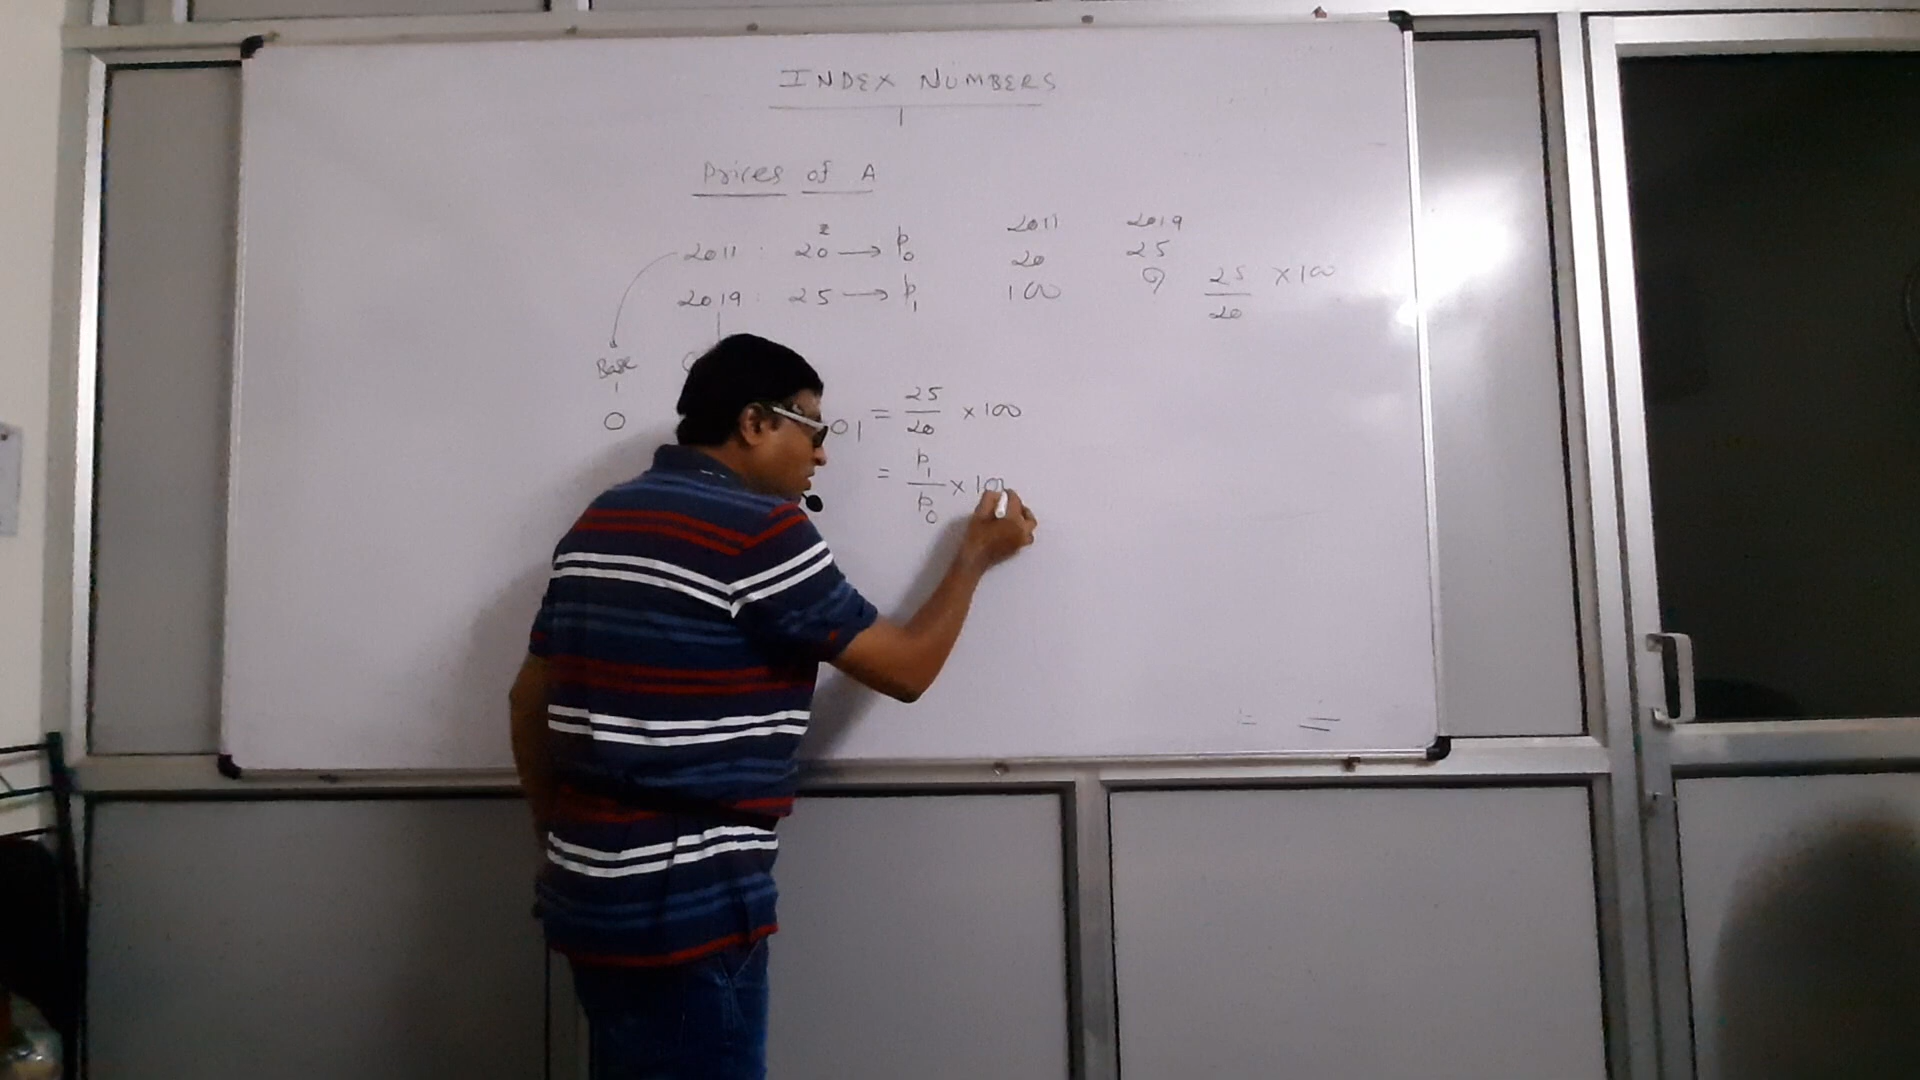 INDEX NUMBERS
Prices of A
2011 : 20 → p₀
2019 : 25 → p₁
2011 2019
20 25
100 ? 25/20 × 100
Base
0
01 = 25/20 × 100
= p₁/p₀ × 100